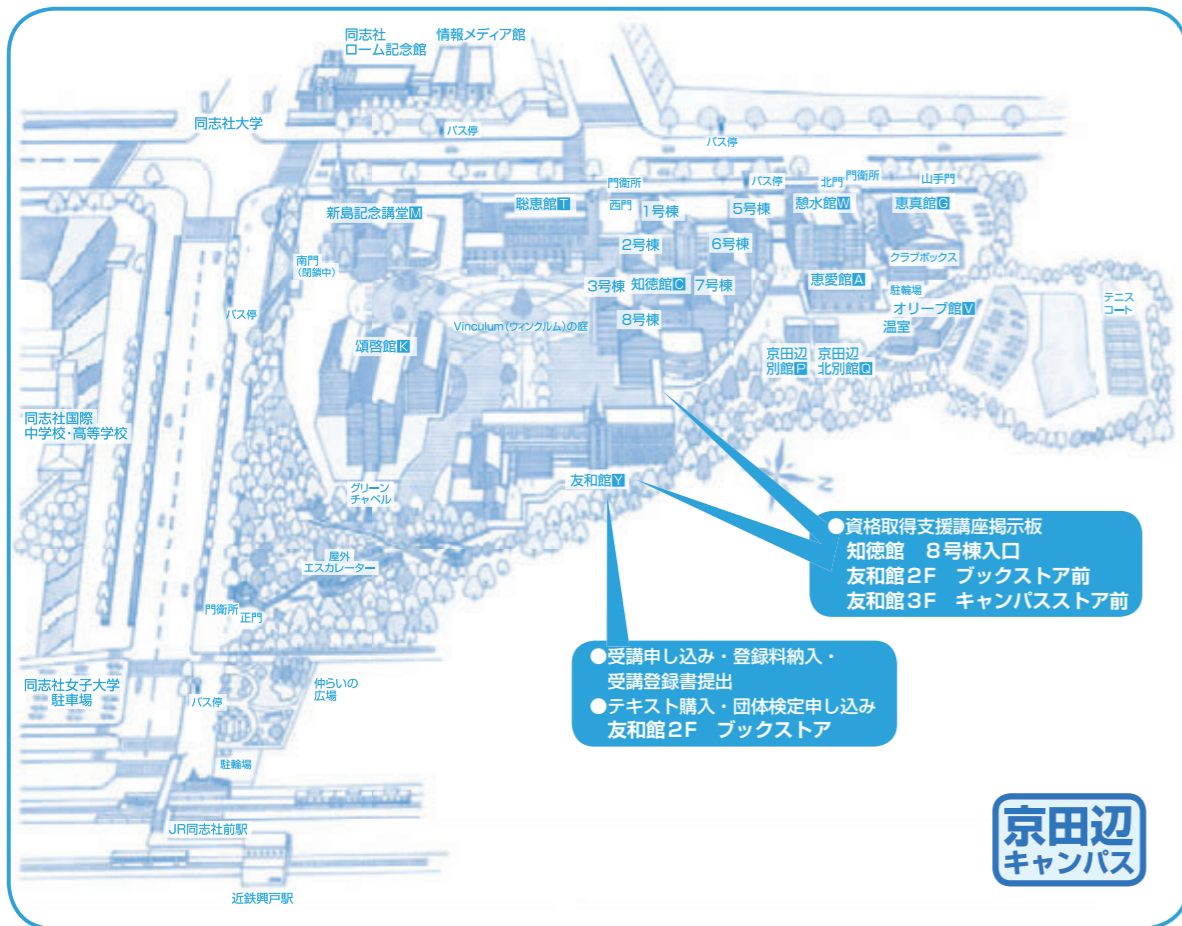 同志社
ローム記念館
情報メディア館
同志社大学
バス停
バス停
門衛所
バス停
北門
門衛所
山手門
新島記念講堂M
聡恵館T
西門
1号棟
5号棟
憩水館W
恵真館G
2号棟
6号棟
南門
（閉鎖中）
クラブボックス
3号棟
知徳館C
7号棟
恵愛館A
駐輪場
オリーブ館V
テニス
コート
バス停
Vinculum（ウィンクルム）の庭
8号棟
温室
頌啓館K
京田辺
別館P
京田辺
北別館Q
同志社国際
中学校・高等学校
友和館Y
N
グリーン
チャペル
●資格取得支援講座掲示板
知徳館　8号棟入口
友和館2F　ブックストア前
友和館3F　キャンパスストア前
屋外
エスカレーター
門衛所
正門
●受講申し込み・登録料納入・
受講登録書提出
●テキスト購入・団体検定申し込み
友和館2F　ブックストア
同志社女子大学
駐車場
バス停
仲らいの
広場
駐輪場
JR同志社前駅
近鉄興戸駅
京田辺
キャンパス